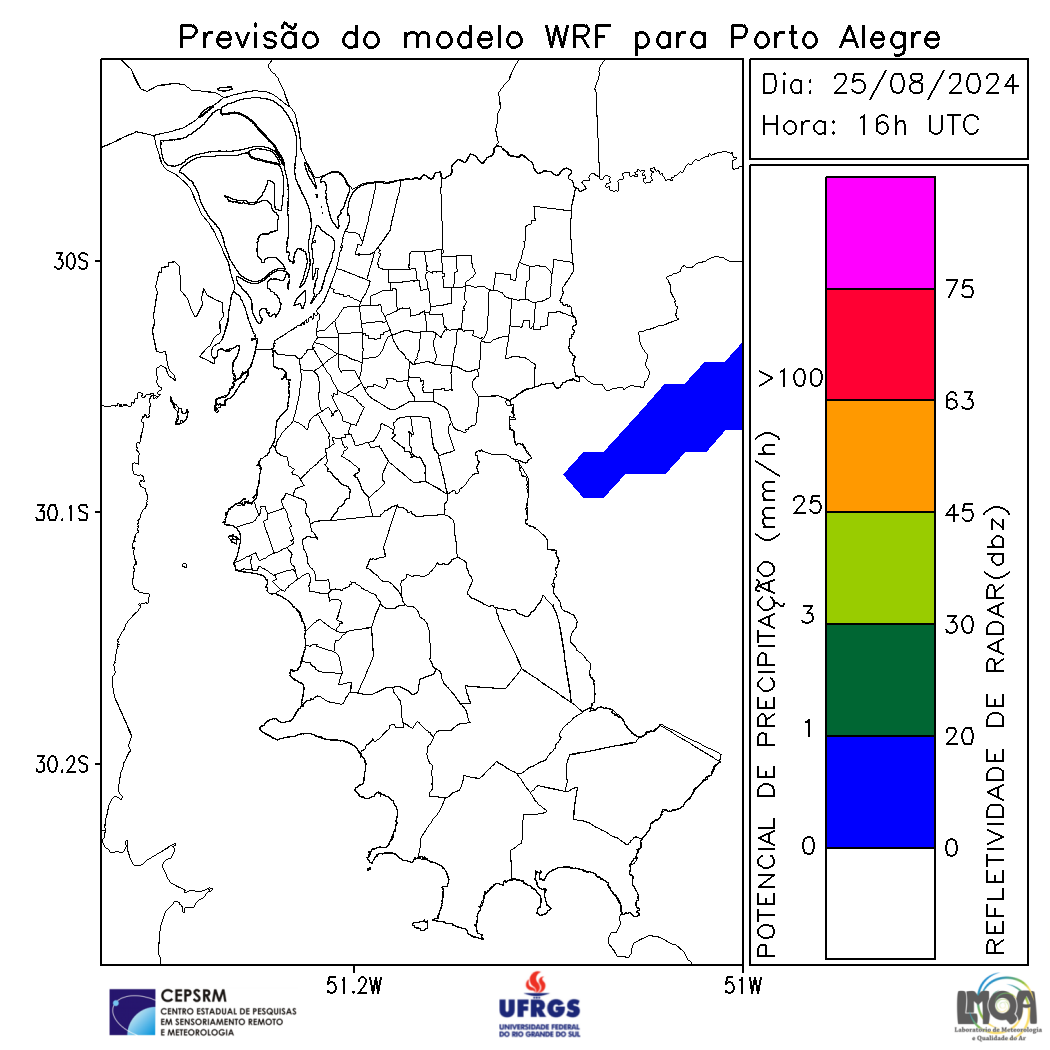 Previsão do modelo WRF para Porto Alegre
Dia: 25/08/2024
Hora: 16h UTC
30S
30.1S
30.2S
51.2W
51W
POTENCIAL DE PRECIPITAÇÃO (mm/h)
>100
25
3
1
0
75
63
45
30
20
0
REFLETIVIDADE DE RADAR(dbz)
CEPSRM
CENTRO ESTADUAL DE PESQUISAS
EM SENSORIAMENTO REMOTO
E METEOROLOGIA
UFRGS
UNIVERSIDADE FEDERAL
DO RIO GRANDE DO SUL
LMQA
Laboratório de Meteorologia
e Qualidade do Ar